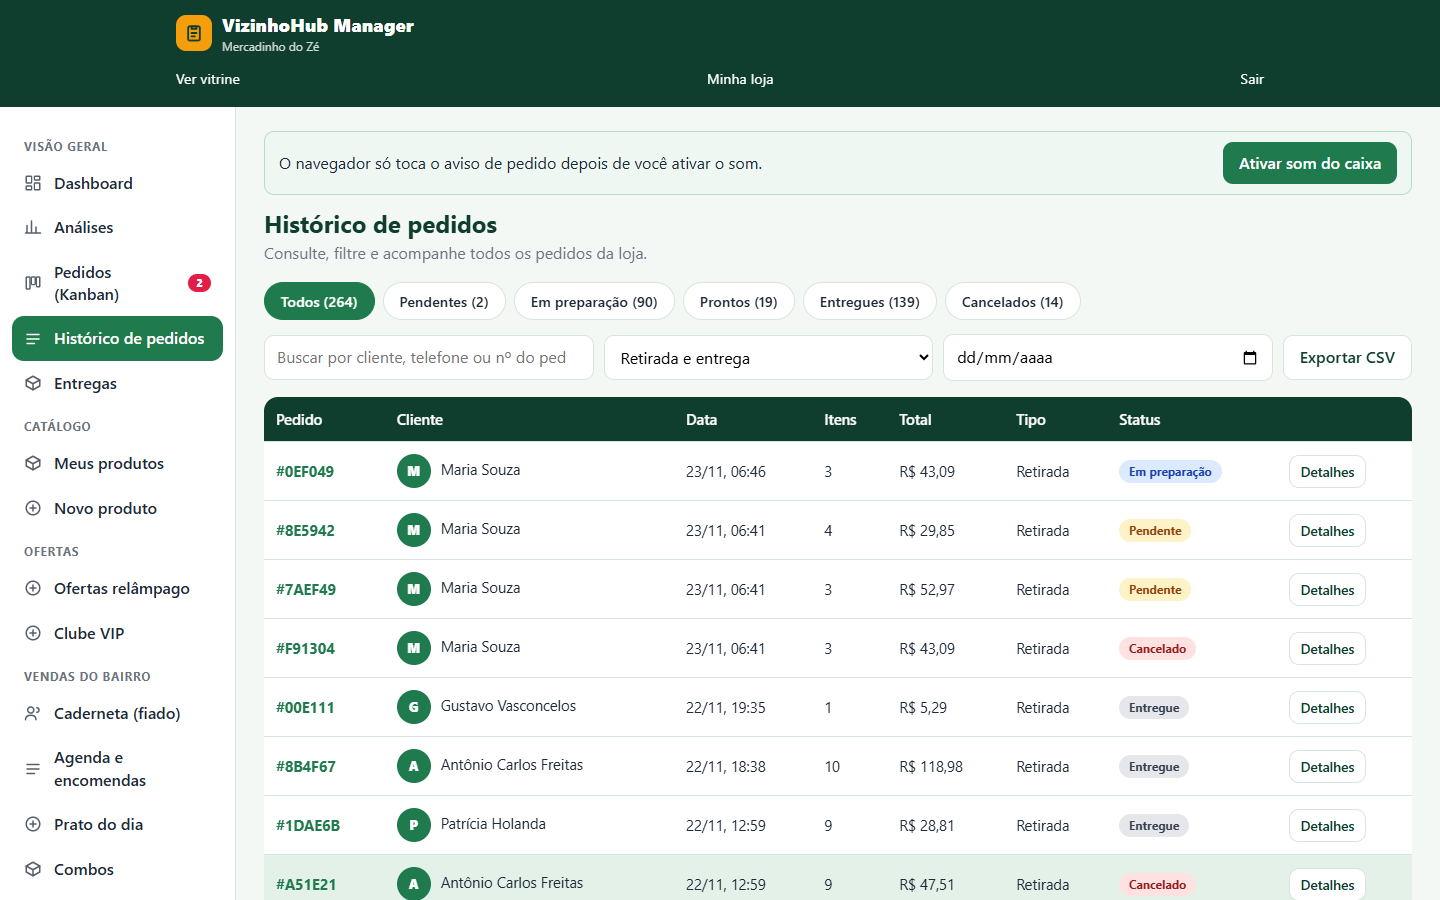 VizinhoHub Manager
Mercadinho do Zé
Ver vitrine
Minha loja
Sair
VISÃO GERAL
Dashboard
Análises
Pedidos
(Kanban)
2
Histórico de pedidos
Entregas
CATÁLOGO
Meus produtos
Novo produto
OFERTAS
Ofertas relâmpago
Clube VIP
VENDAS DO BAIRRO
Caderneta (fiado)
Agenda e
encomendas
Prato do dia
Combos
O navegador só toca o aviso de pedido depois de você ativar o som.
Ativar som do caixa
Histórico de pedidos
Consulte, filtre e acompanhe todos os pedidos da loja.
Todos (264) Pendentes (2) Em preparação (90) Prontos (19) Entregues (139) Cancelados (14)
Buscar por cliente, telefone ou nº do ped
Retirada e entrega
dd/mm/aaaa
Exportar CSV
Pedido Cliente Data Itens Total Tipo Status
#0EF049 M Maria Souza 23/11, 06:46 3 R$ 43,09 Retirada Em preparação Detalhes
#8E5942 M Maria Souza 23/11, 06:41 4 R$ 29,85 Retirada Pendente Detalhes
#7AEF49 M Maria Souza 23/11, 06:41 3 R$ 52,97 Retirada Pendente Detalhes
#F91304 M Maria Souza 23/11, 06:41 3 R$ 43,09 Retirada Cancelado Detalhes
#00E111 G Gustavo Vasconcelos 22/11, 19:35 1 R$ 5,29 Retirada Entregue Detalhes
#8B4F67 A Antônio Carlos Freitas 22/11, 18:38 10 R$ 118,98 Retirada Entregue Detalhes
#1DAE6B P Patrícia Holanda 22/11, 12:59 9 R$ 28,81 Retirada Entregue Detalhes
#A51E21 A Antônio Carlos Freitas 22/11, 12:59 9 R$ 47,51 Retirada Cancelado Detalhes